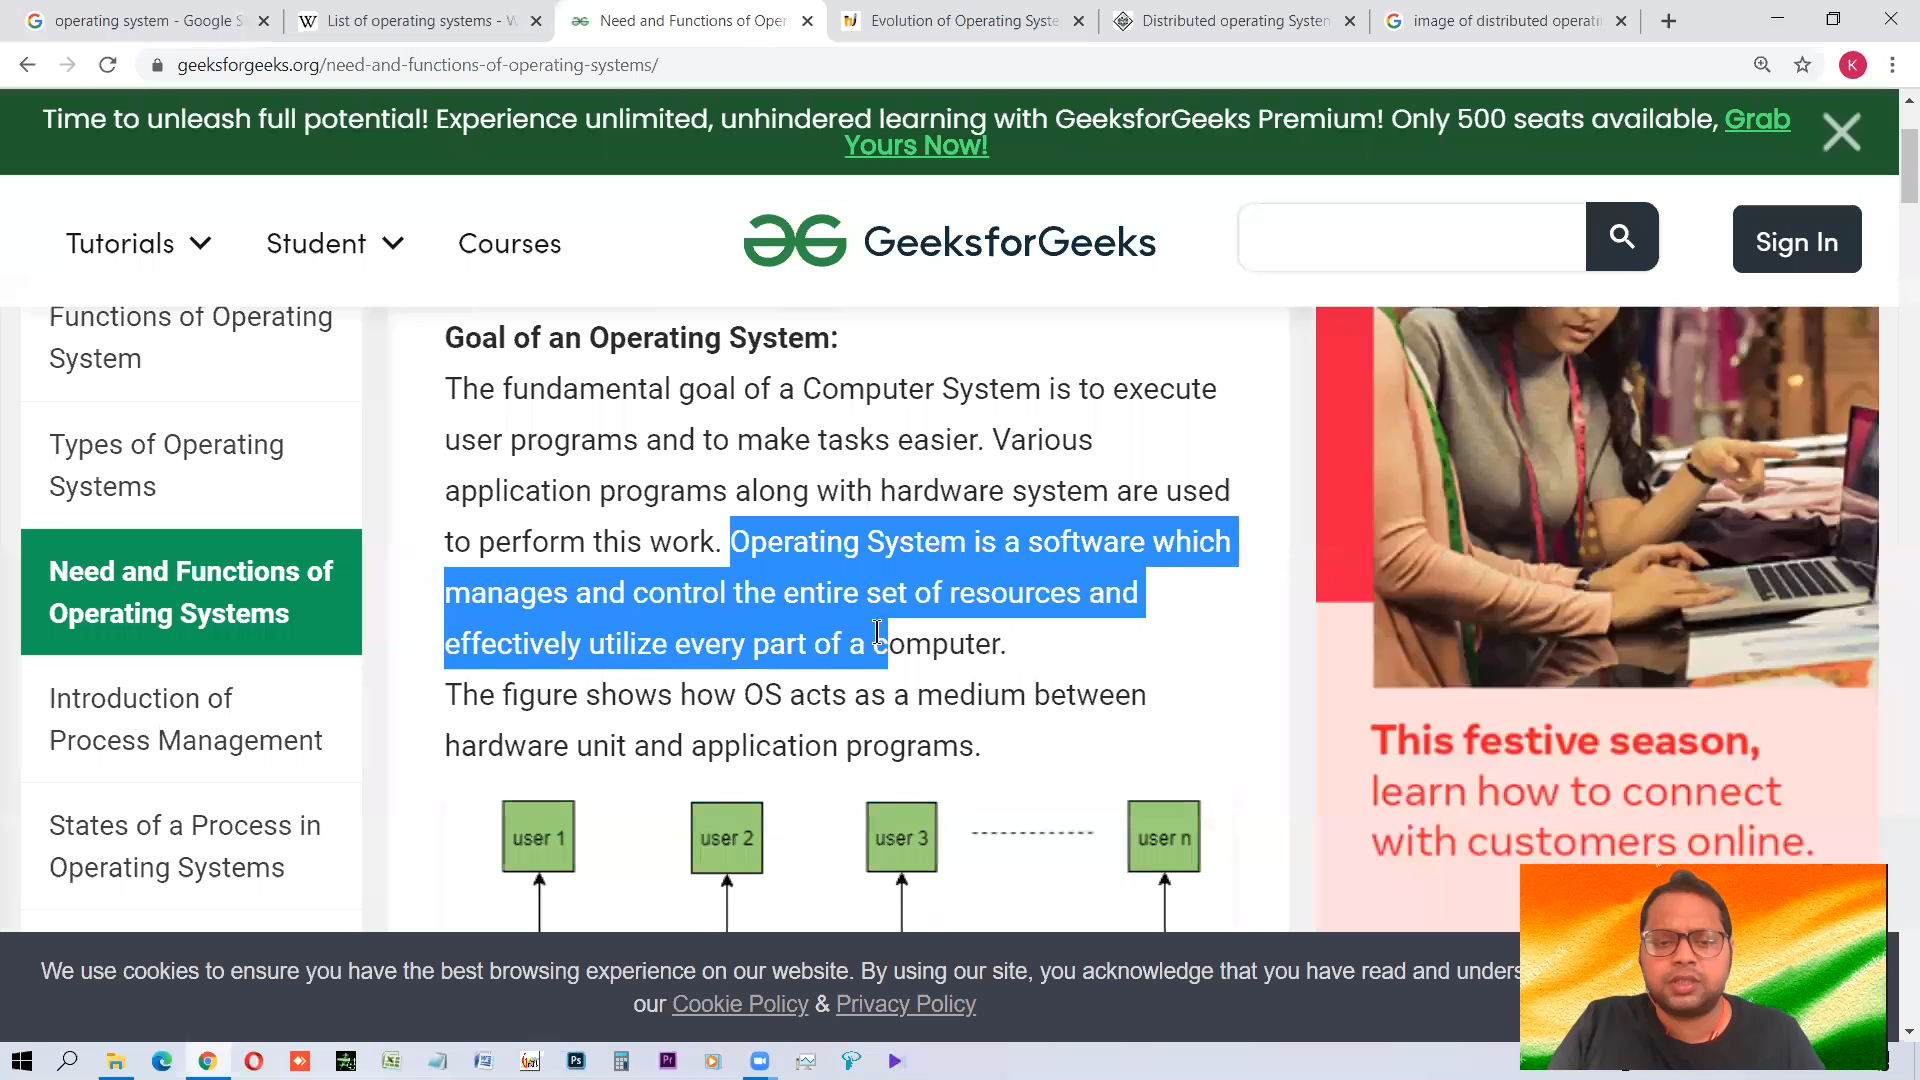 operating system - Google S
List of operating systems - W
Need and Functions of Oper
Evolution of Operating Syste
Distributed operating System
image of distributed operati
geeksforgeeks.org/need-and-functions-of-operating-systems/
K
Time to unleash full potential! Experience unlimited, unhindered learning with GeeksforGeeks Premium! Only 500 seats available, Grab
Yours Now!
Tutorials
Student
Courses
GeeksforGeeks
Sign In
Functions of Operating
System
Types of Operating
Systems
Need and Functions of
Operating Systems
Introduction of
Process Management
States of a Process in
Operating Systems
Goal of an Operating System:
The fundamental goal of a Computer System is to execute
user programs and to make tasks easier. Various
application programs along with hardware system are used
to perform this work. Operating System is a software which
manages and control the entire set of resources and
effectively utilize every part of a computer.
The figure shows how OS acts as a medium between
hardware unit and application programs.
user 1
user 2
user 3
user n
This festive season,
learn how to connect
with customers online.
We use cookies to ensure you have the best browsing experience on our website. By using our site, you acknowledge that you have read and unders
our Cookie Policy & Privacy Policy
Ps
Pr